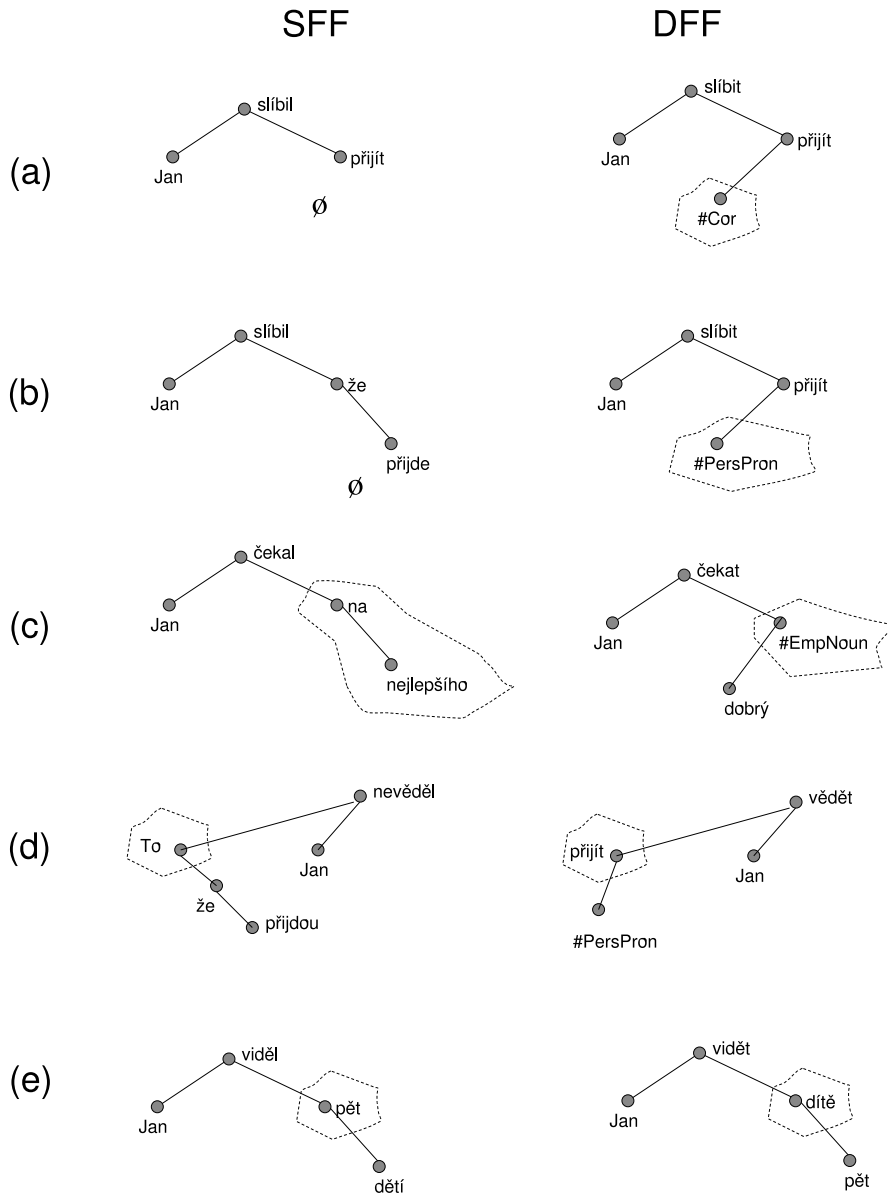 SFF DFF
(a)
slíbil
Jan
přijít
ø
slíbit
Jan
přijít
#Cor
(b)
slíbil
Jan
že
přijde
ø
slíbit
Jan
přijít
#PersPron
(c)
čekal
Jan
na
nejlepšího
čekat
Jan
#EmpNoun
dobrý
(d)
nevěděl
To
Jan
že
přijdou
vědět
přijít
Jan
#PersPron
(e)
viděl
Jan
pět
dětí
vidět
Jan
dítě
pět